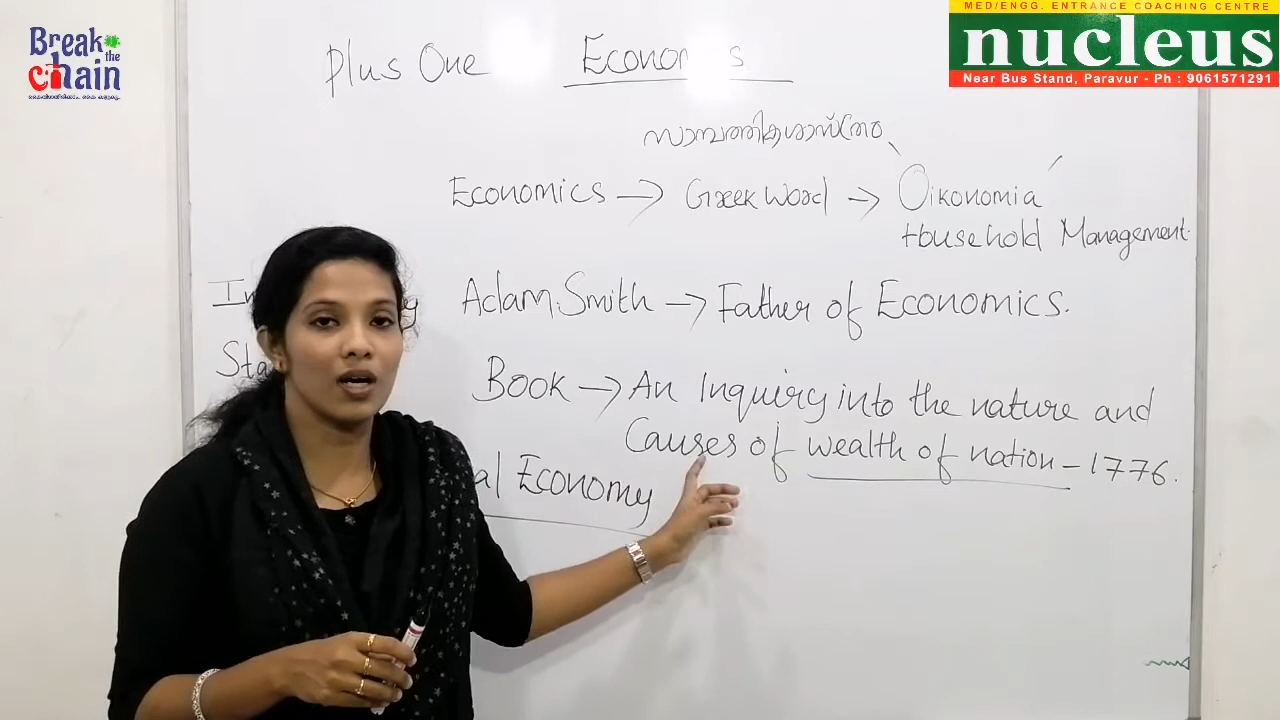 Break
the
chain
MED/ENGG. ENTRANCE COACHING CENTRE
nucleus
Near Bus Stand, Paravur - Ph : 9061571291
Plus One Economics
സാമ്പത്തികശാസ്ത്രം
Economics → Greek Word → Oikonomia
Household Management.
Adam Smith → Father of Economics.
Book → An Inquiry into the nature and
Causes of wealth of nation - 1776.
Economy